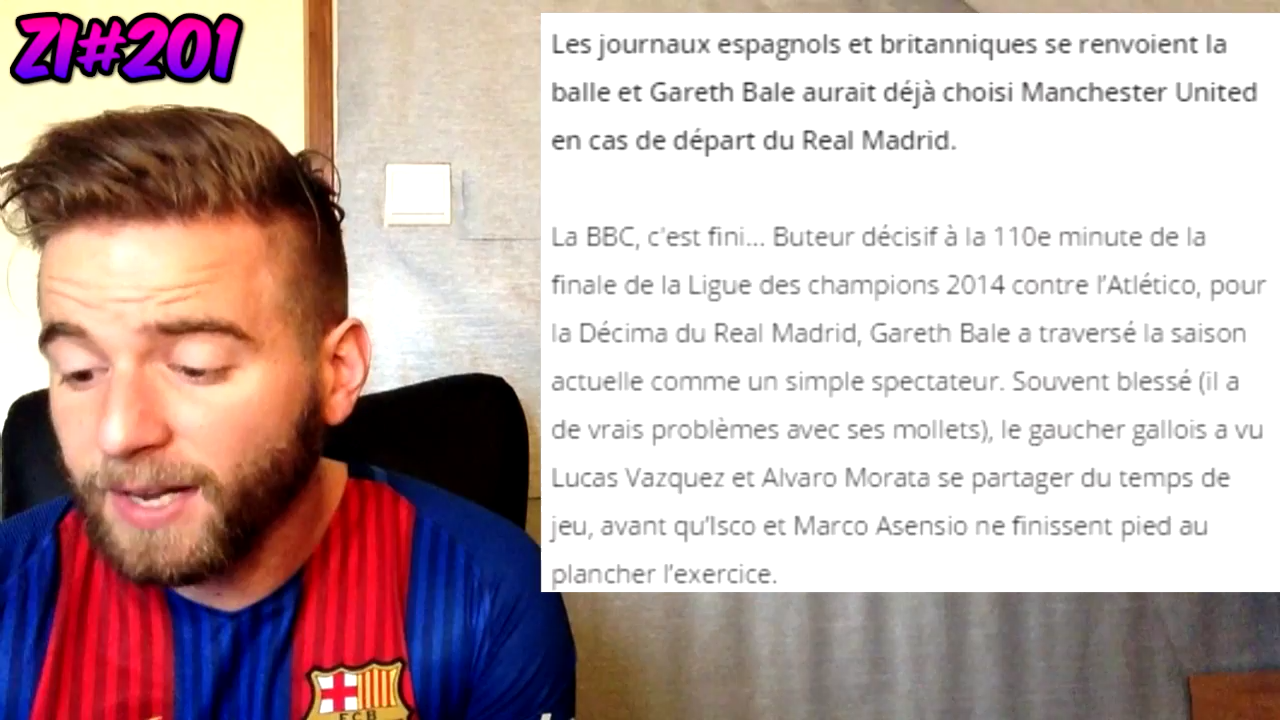 ZI#201
Les journaux espagnols et britanniques se renvoient la
balle et Gareth Bale aurait déjà choisi Manchester United
en cas de départ du Real Madrid.
La BBC, c'est fini... Buteur décisif à la 110e minute de la
finale de la Ligue des champions 2014 contre l’Atlético, pour
la Décima du Real Madrid, Gareth Bale a traversé la saison
actuelle comme un simple spectateur. Souvent blessé (il a
de vrais problèmes avec ses mollets), le gaucher gallois a vu
Lucas Vazquez et Alvaro Morata se partager du temps de
jeu, avant qu’Isco et Marco Asensio ne finissent pied au
plancher l’exercice.
FCB